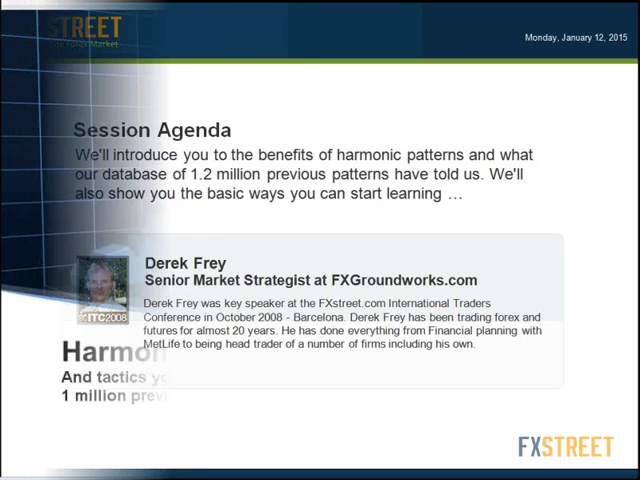 STREET
The Forex Market
Monday, January 12, 2015
Session Agenda
We'll introduce you to the benefits of harmonic patterns and what
our database of 1.2 million previous patterns have told us. We'll
also show you the basic ways you can start learning …
Derek Frey
Senior Market Strategist at FXGroundworks.com
Derek Frey was key speaker at the FXstreet.com International Traders
Conference in October 2008 - Barcelona. Derek Frey has been trading forex and
futures for almost 20 years. He has done everything from Financial planning with
MetLife to being head trader of a number of firms including his own.
ITC2008
Harmon
And tactics yo
1 million previ
FXSTREET